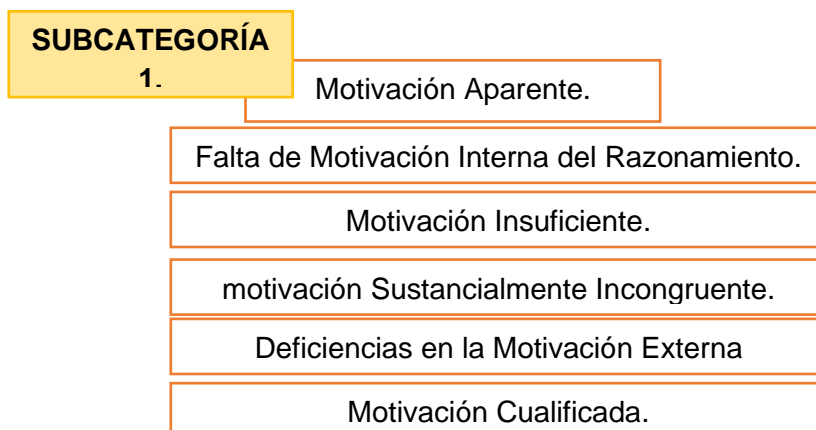 SUBCATEGORÍA
1.
Motivación Aparente.
Falta de Motivación Interna del Razonamiento.
Motivación Insuficiente.
motivación Sustancialmente Incongruente.
Deficiencias en la Motivación Externa
Motivación Cualificada.